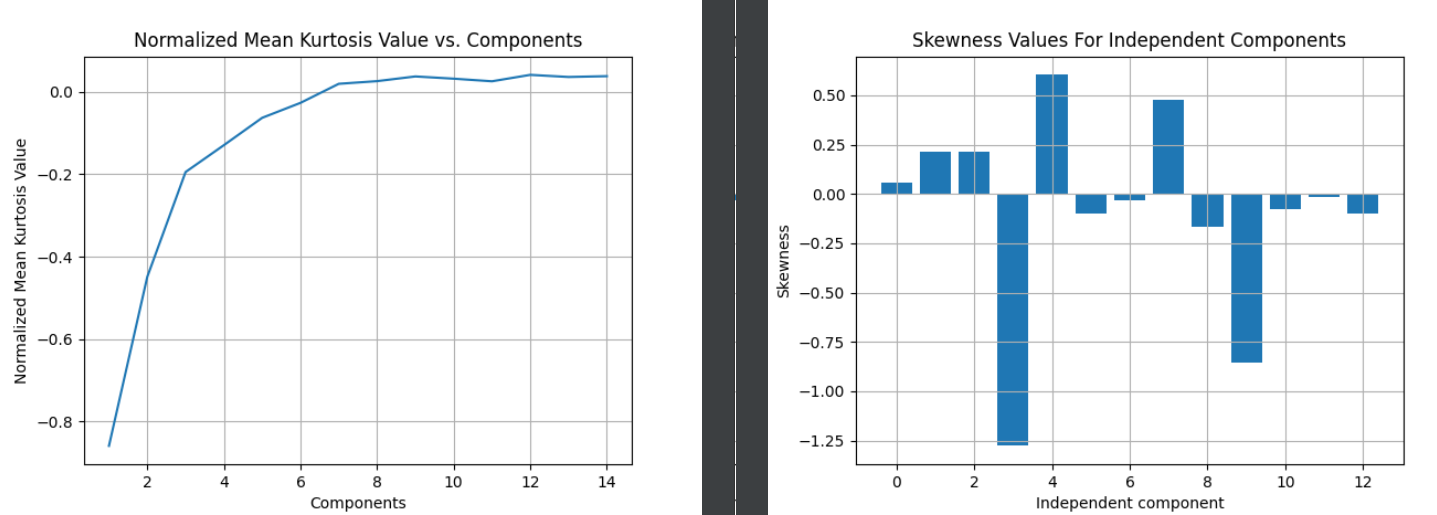 Normalized Mean Kurtosis Value vs. Components
Normalized Mean Kurtosis Value
0.0
−0.2
−0.4
−0.6
−0.8
2 4 6 8 10 12 14
Components
Skewness Values For Independent Components
Skewness
0.50
0.25
0.00
−0.25
−0.50
−0.75
−1.00
−1.25
0 2 4 6 8 10 12
Independent component